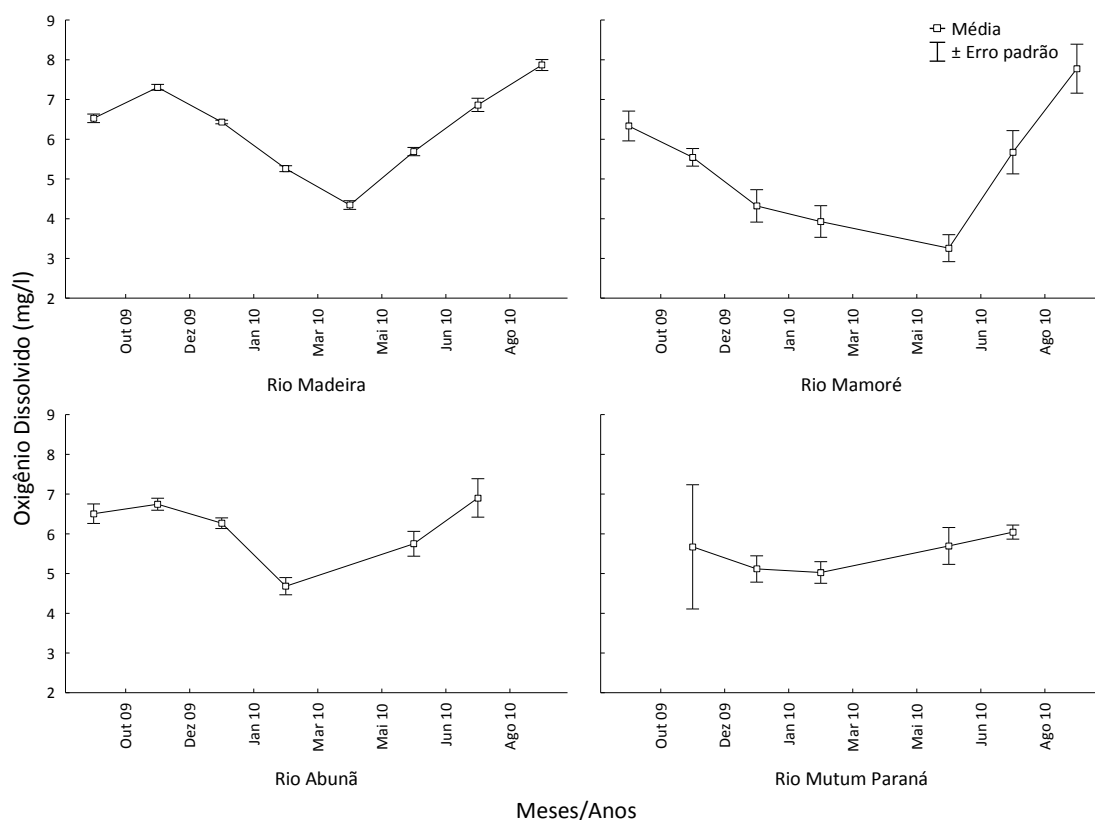 Oxigênio Dissolvido (mg/l)
9
8
7
6
5
4
3
2
Out 09
Dez 09
Jan 10
Mar 10
Mai 10
Jun 10
Ago 10
Rio Madeira
Média
± Erro padrão
Out 09
Dez 09
Jan 10
Mar 10
Mai 10
Jun 10
Ago 10
Rio Mamoré
9
8
7
6
5
4
3
2
Out 09
Dez 09
Jan 10
Mar 10
Mai 10
Jun 10
Ago 10
Rio Abunã
Out 09
Dez 09
Jan 10
Mar 10
Mai 10
Jun 10
Ago 10
Rio Mutum Paraná
Meses/Anos